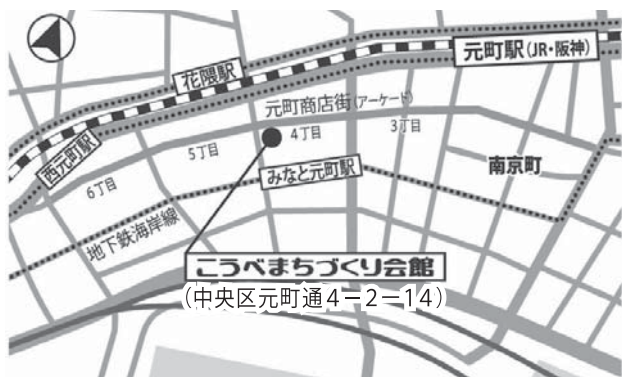 元町駅(JR・阪神)
花隈駅
元町商店街(アーケード)
西元町駅
3丁目
4丁目
5丁目
6丁目
みなと元町駅
南京町
地下鉄海岸線
こうべまちづくり会館
(中央区元町通4－2－14)